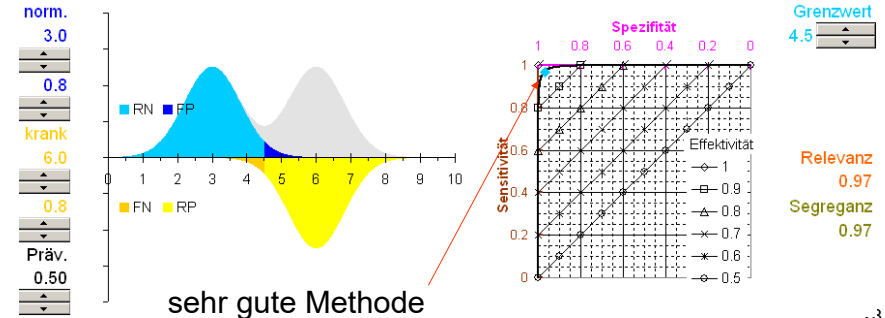 norm.
3.0
0.8
krank
6.0
0.8
Präv.
0.50
RN FP
0 1 2 3 4 5 6 7 8 9 10
FN RP
sehr gute Methode
Spezifität
1 0.8 0.6 0.4 0.2 0
Sensitivität
1
0.8
0.6
0.4
0.2
0
Effektivität
1
0.9
0.8
0.7
0.6
0.5
Grenzwert
4.5
Relevanz
0.97
Segreganz
0.97